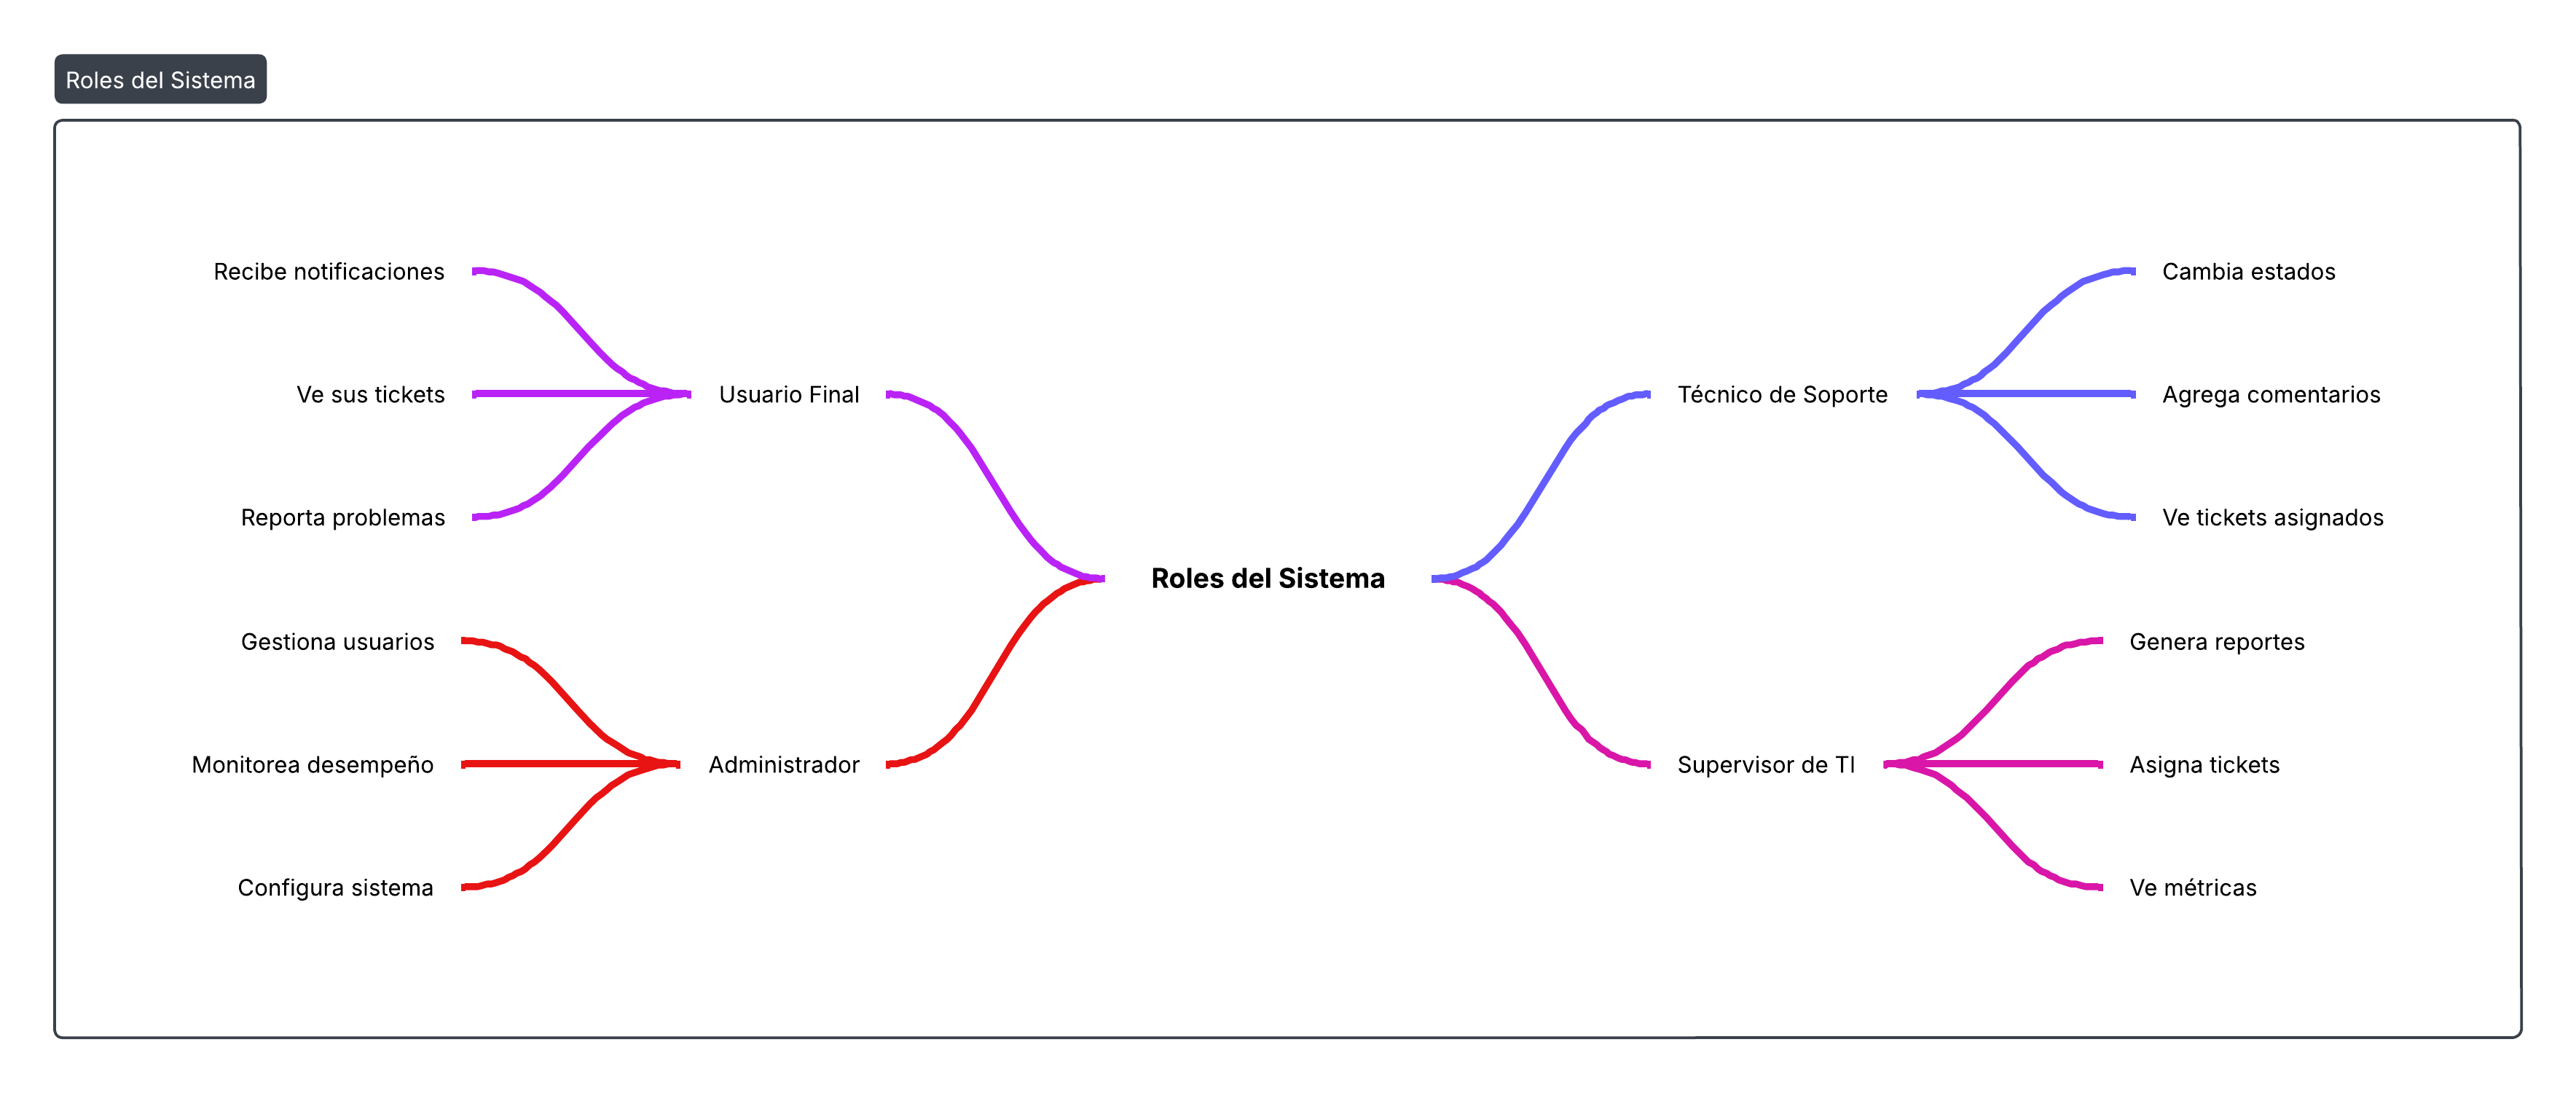 Roles del Sistema
Recibe notificaciones
Ve sus tickets
Reporta problemas
Usuario Final
Gestiona usuarios
Monitorea desempeño
Configura sistema
Administrador
Roles del Sistema
Técnico de Soporte
Cambia estados
Agrega comentarios
Ve tickets asignados
Supervisor de TI
Genera reportes
Asigna tickets
Ve métricas